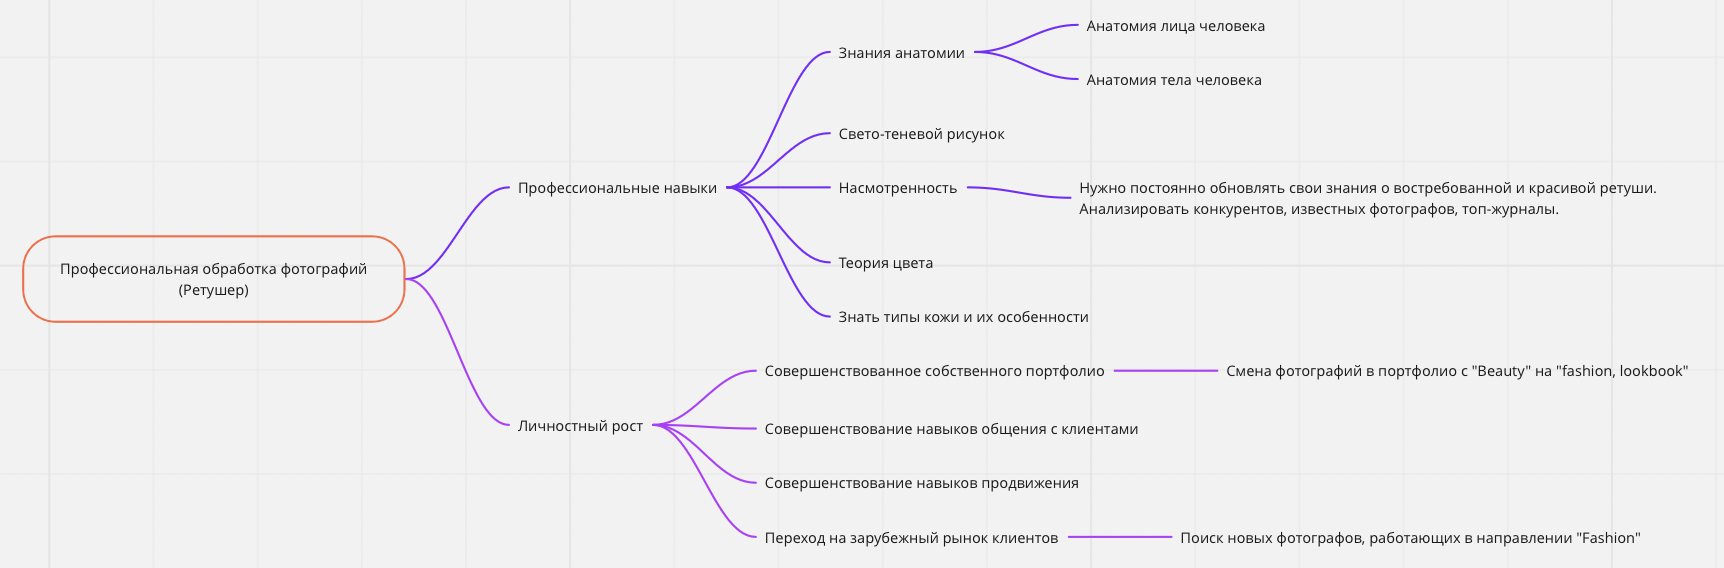 Профессиональная обработка фотографий
(Ретушер)
Профессиональные навыки
Знания анатомии
Анатомия лица человека
Анатомия тела человека
Свето-теневой рисунок
Насмотренность
Нужно постоянно обновлять свои знания о востребованной и красивой ретуши.
Анализировать конкурентов, известных фотографов, топ-журналы.
Теория цвета
Знать типы кожи и их особенности
Личностный рост
Совершенствованное собственного портфолио
Смена фотографий в портфолио с "Beauty" на "fashion, lookbook"
Совершенствование навыков общения с клиентами
Совершенствование навыков продвижения
Переход на зарубежный рынок клиентов
Поиск новых фотографов, работающих в направлении "Fashion"